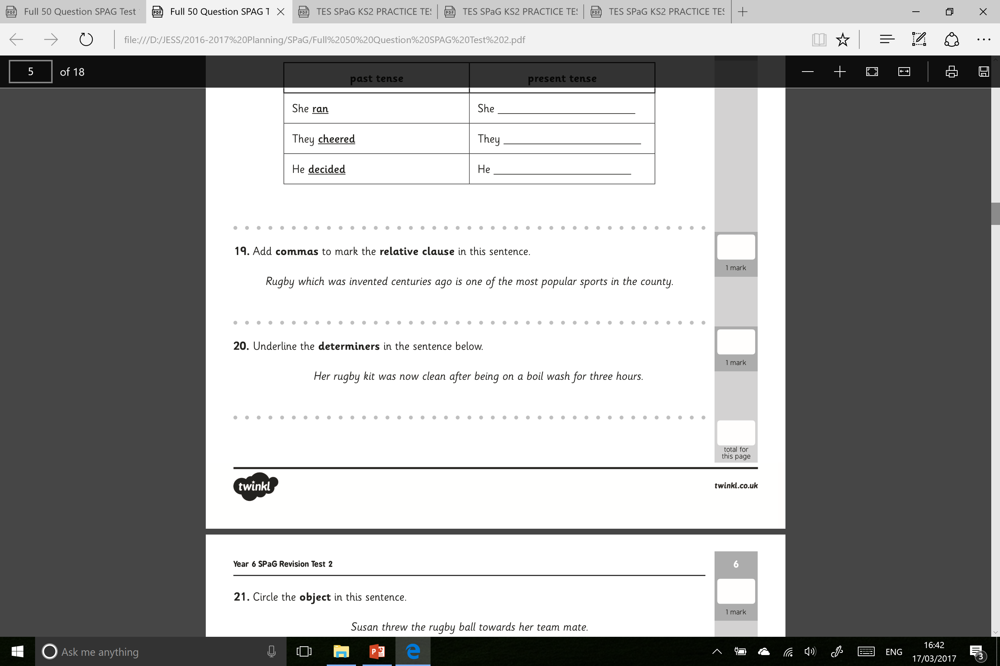 Full 50 Question SPAG Test
Full 50 Question SPAG T
TES SPaG KS2 PRACTICE TES
TES SPaG KS2 PRACTICE TES
TES SPaG KS2 PRACTICE TES
file:///D:/JESS/2016-2017%20Planning/SPaG/Full%2050%20Question%20SPAG%20Test%202.pdf
5 of 18
past tense present tense
She ran She
They cheered They
He decided He
19. Add commas to mark the relative clause in this sentence.
1 mark
Rugby which was invented centuries ago is one of the most popular sports in the county.
20. Underline the determiners in the sentence below.
1 mark
Her rugby kit was now clean after being on a boil wash for three hours.
total for
this page
twinkl
twinkl.co.uk
Year 6 SPaG Revision Test 2
6
21. Circle the object in this sentence.
1 mark
Susan threw the rugby ball towards her team mate.
Ask me anything
ENG
16:42
17/03/2017
3